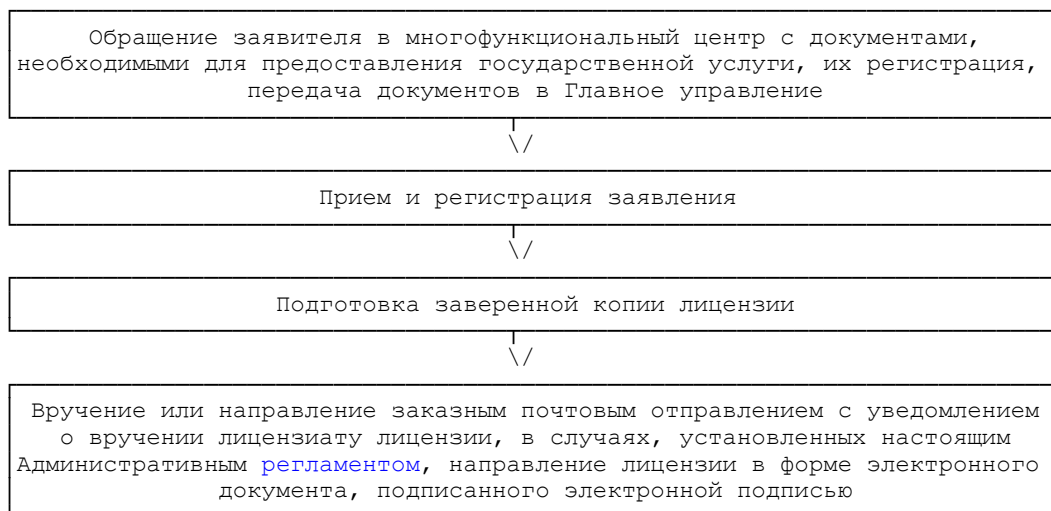 Обращение заявителя в многофункциональный центр с документами,
необходимыми для предоставления государственной услуги, их регистрация,
передача документов в Главное управление
\/
Прием и регистрация заявления
\/
Подготовка заверенной копии лицензии
\/
Вручение или направление заказным почтовым отправлением с уведомлением
о вручении лицензиату лицензии, в случаях, установленных настоящим
Административным регламентом, направление лицензии в форме электронного
документа, подписанного электронной подписью